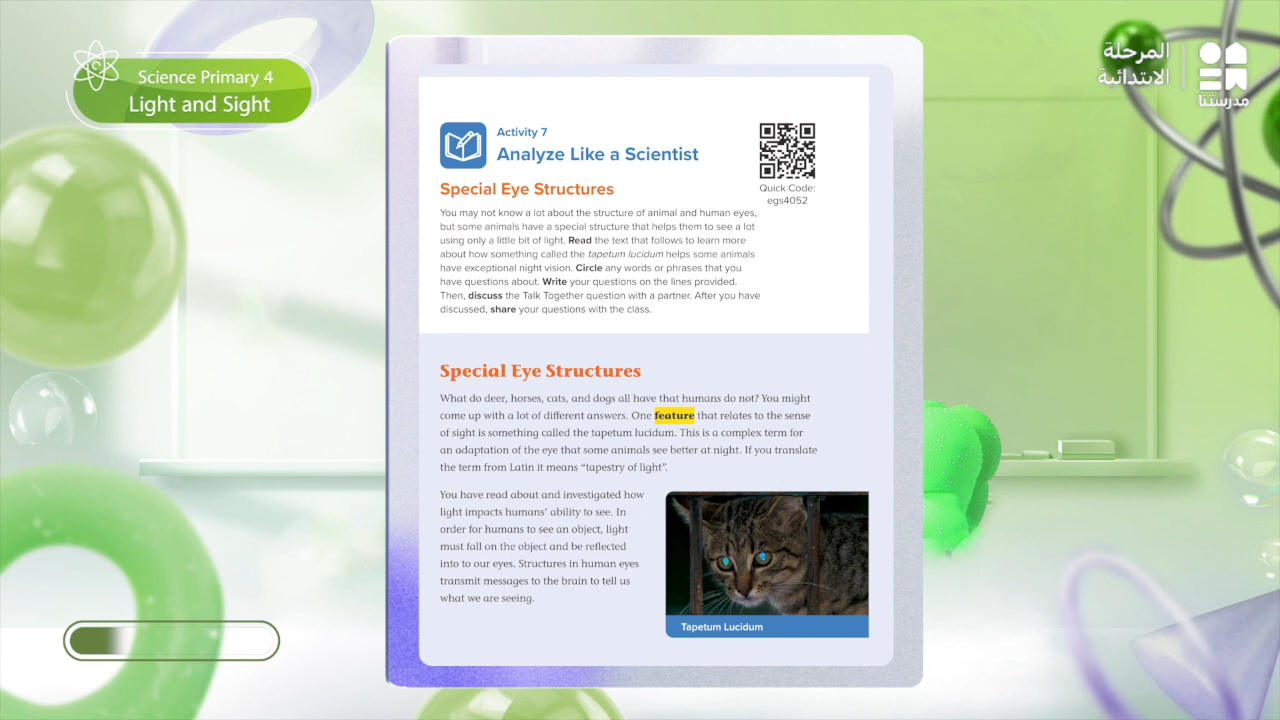 Science Primary 4
Light and Sight
المرحلة
الابتدائية
مدرستنا
Activity 7
Analyze Like a Scientist
Quick Code:
egs4052
Special Eye Structures
You may not know a lot about the structure of animal and human eyes,
but some animals have a special structure that helps them to see a lot
using only a little bit of light. Read the text that follows to learn more
about how something called the tapetum lucidum helps some animals
have exceptional night vision. Circle any words or phrases that you
have questions about. Write your questions on the lines provided.
Then, discuss the Talk Together question with a partner. After you have
discussed, share your questions with the class.
Special Eye Structures
What do deer, horses, cats, and dogs all have that humans do not? You might
come up with a lot of different answers. One feature that relates to the sense
of sight is something called the tapetum lucidum. This is a complex term for
an adaptation of the eye that some animals see better at night. If you translate
the term from Latin it means “tapestry of light”.
You have read about and investigated how
light impacts humans’ ability to see. In
order for humans to see an object, light
must fall on the object and be reflected
into to our eyes. Structures in human eyes
transmit messages to the brain to tell us
what we are seeing.
Tapetum Lucidum